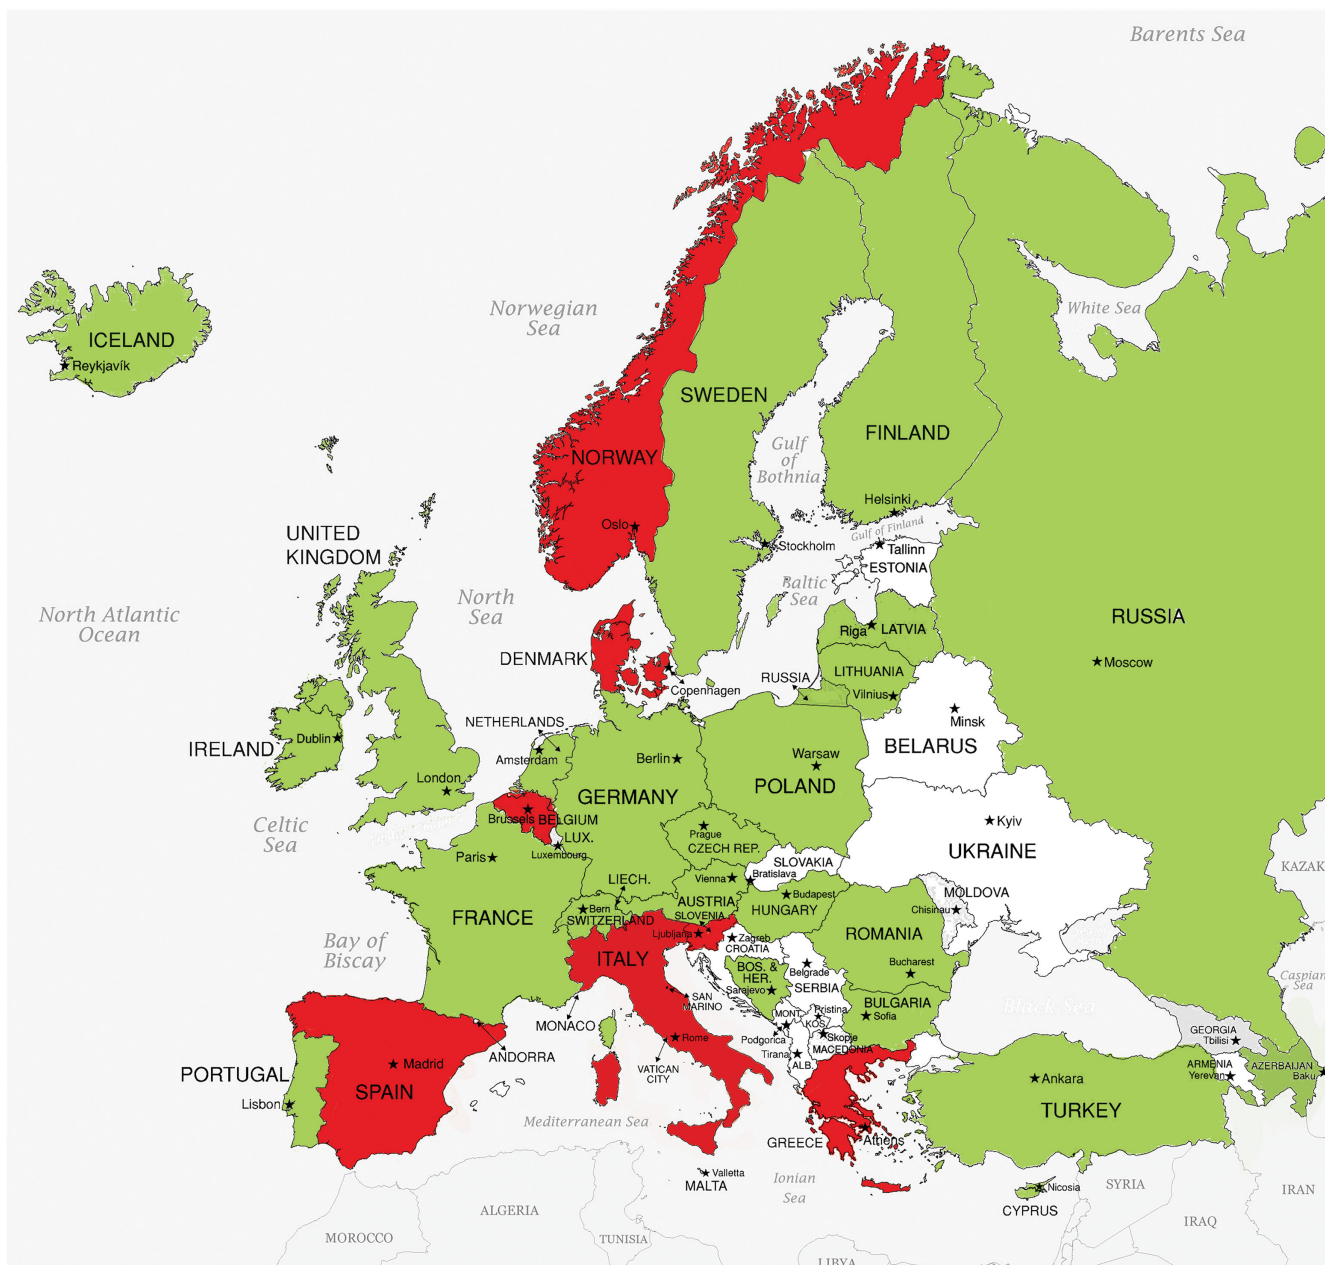 Barents Sea
Norwegian
Sea
White Sea
ICELAND
Reykjavík
SWEDEN
FINLAND
NORWAY
Gulf
of
Bothnia
Helsinki
Oslo
Gulf of Finland
Stockholm
Tallinn
ESTONIA
UNITED
KINGDOM
North Atlantic
Ocean
North
Sea
Baltic
Sea
RUSSIA
Riga
LATVIA
Moscow
DENMARK
Copenhagen
RUSSIA
LITHUANIA
Vilnius
Minsk
BELARUS
NETHERLANDS
Amsterdam
IRELAND
Dublin
London
Berlin
GERMANY
Warsaw
POLAND
Celtic
Sea
Brussels
BELGIUM
LUX.
Luxembourg
Paris
Prague
CZECH REP.
Kyiv
UKRAINE
SLOVAKIA
Bratislava
Vienna
AUSTRIA
LIECH.
Bern
SWITZERLAND
SLOVENIA
Ljubljana
Budapest
HUNGARY
MOLDOVA
Chisinau
KAZAK
FRANCE
Bay of
Biscay
ITALY
Zagreb
CROATIA
ROMANIA
Bucharest
BOS. &
HER.
Sarajevo
Belgrade
SERBIA
SAN
MARINO
MONACO
ANDORRA
Pristina
MONT.
KOS.
Podgorica
Skopje
MACEDONIA
Tirana
ALB.
BULGARIA
Sofia
Black Sea
Caspian
Sea
GEORGIA
Tbilisi
ARMENIA
Yerevan
AZERBAIJAN
Baku
Rome
VATICAN
CITY
PORTUGAL
Lisbon
Madrid
SPAIN
Mediterranean Sea
GREECE
Athens
Ankara
TURKEY
Valletta
MALTA
Ionian
Sea
Nicosia
CYPRUS
SYRIA
IRAQ
IRAN
MOROCCO
ALGERIA
TUNISIA
LIBYA